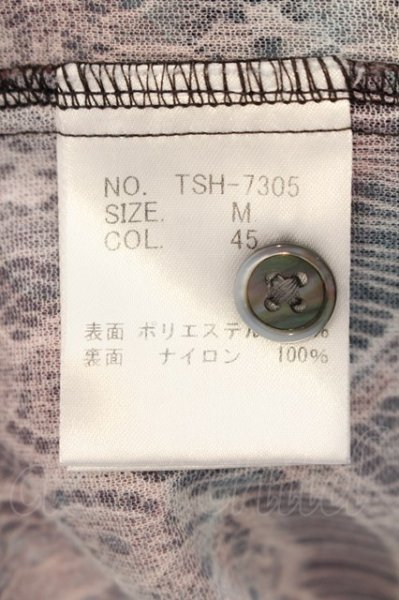 NO. TSH-7305
SIZE. M
COL. 45
表面 ポリエステル %
裏面 ナイロン 100%